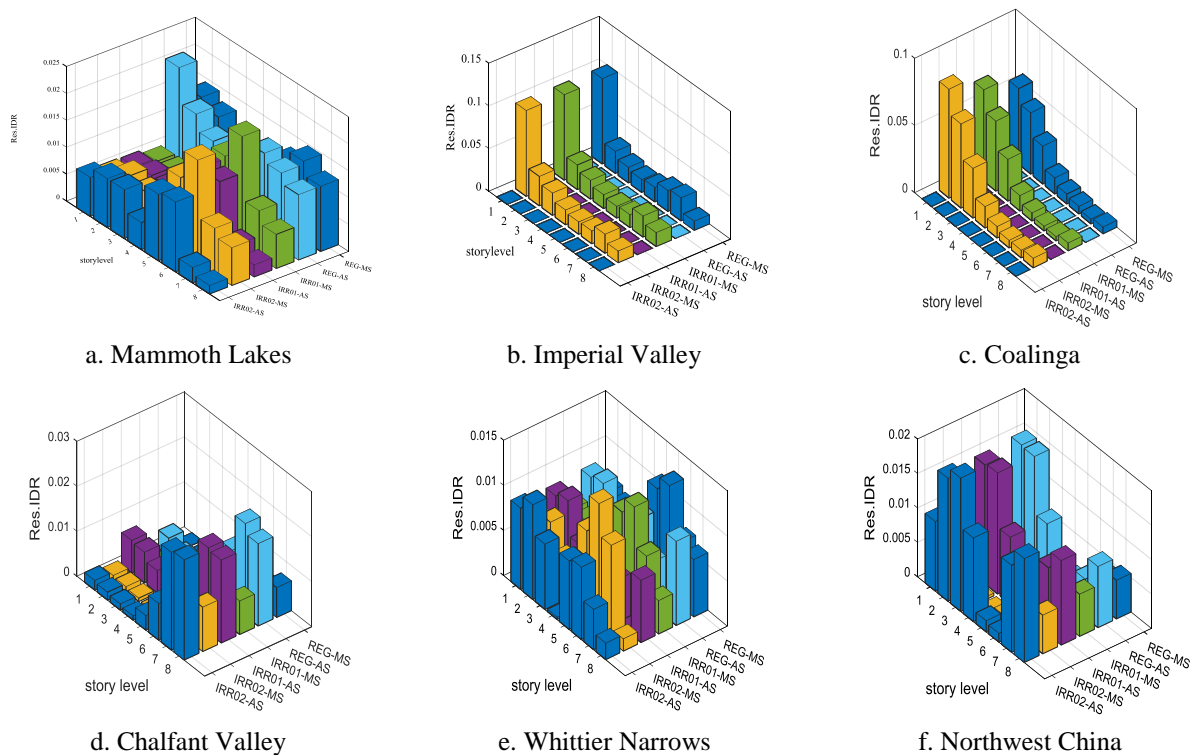 0.025
0.02
0.015
0.01
0.005
0
Res.IDR
1
2
3
4
5
6
7
8
storylevel
IRR02-AS
IRR02-MS
IRR01-AS
IRR01-MS
REG-AS
REG-MS
a. Mammoth Lakes
0.15
0.1
0.05
0
Res.IDR
1
2
3
4
5
6
7
8
story level
IRR02-AS
IRR02-MS
IRR01-AS
IRR01-MS
REG-AS
REG-MS
b. Imperial Valley
0.1
0.05
0
Res.IDR
1
2
3
4
5
6
7
8
story level
IRR02-AS
IRR02-MS
IRR01-AS
IRR01-MS
REG-AS
REG-MS
c. Coalinga
0.03
0.02
0.01
0
Res.IDR
1
2
3
4
5
6
7
8
story level
IRR02-AS
IRR02-MS
IRR01-AS
IRR01-MS
REG-AS
REG-MS
d. Chalfant Valley
0.015
0.01
0.005
0
Res.IDR
1
2
3
4
5
6
7
8
story level
IRR02-AS
IRR02-MS
IRR01-AS
IRR01-MS
REG-AS
REG-MS
e. Whittier Narrows
0.02
0.015
0.01
0.005
0
Res.IDR
1
2
3
4
5
6
7
8
story level
IRR02-AS
IRR02-MS
IRR01-AS
IRR01-MS
REG-AS
REG-MS
f. Northwest China